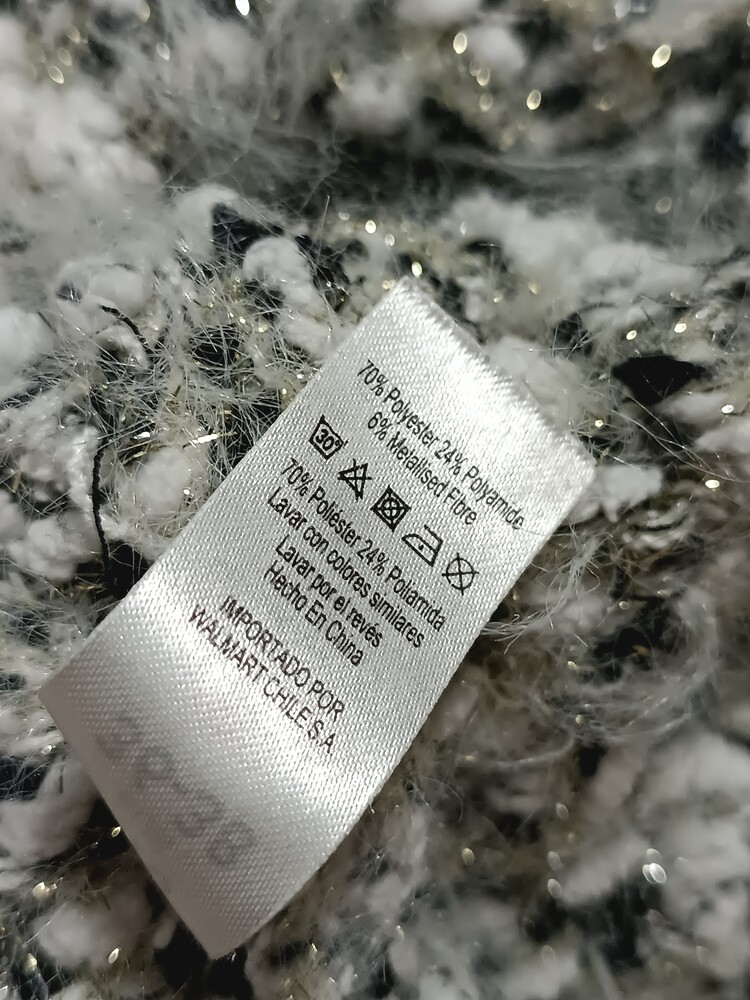 70% Polyester 24% Polyamide
6% Metallised Fibre
30°
70% Poliéster 24% Poliamida
Lavar con colores similares
Lavar por el revés
Hecho En China
IMPORTADO POR
WALMART CHILE S.A